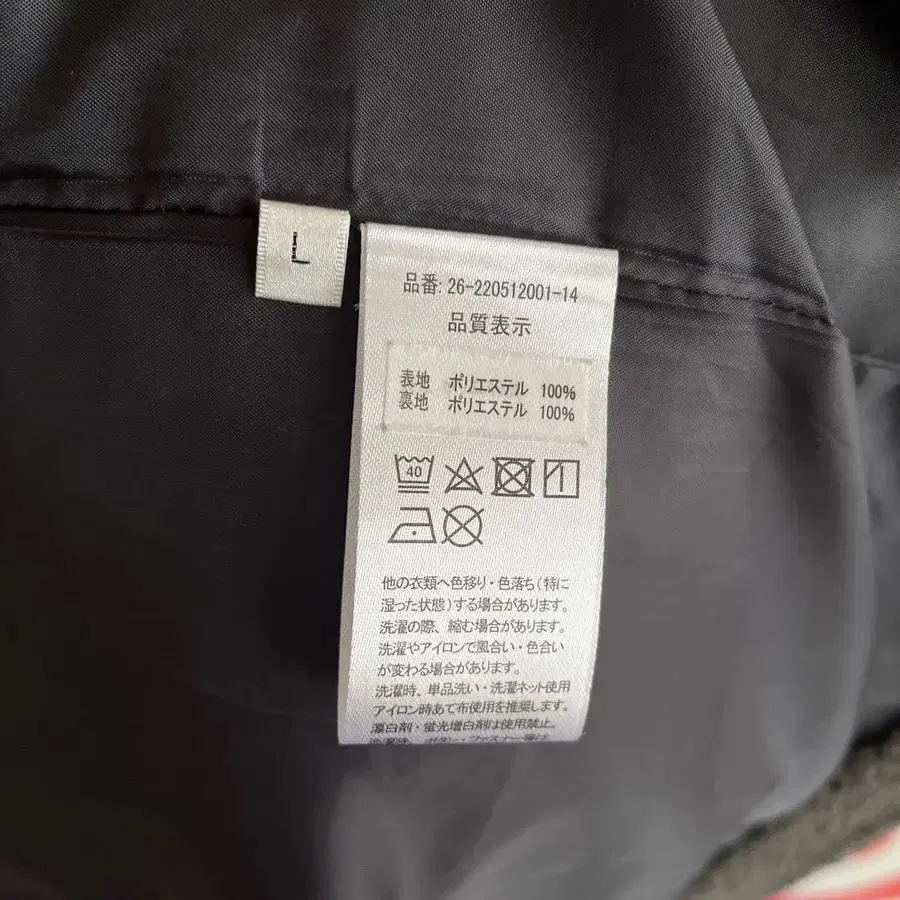 L
品番: 26-220512001-14
品質表示
表地 ポリエステル 100%
裏地 ポリエステル 100%
40
他の衣類へ色移り・色落ち(特に
湿った状態)する場合があります。
洗濯の際、縮む場合があります。
洗濯やアイロンで風合い・色合い
が変わる場合があります。
洗濯時、単品洗い・洗濯ネット使用
アイロン時あて布使用を推奨します。
漂白剤・蛍光増白剤は使用禁止。